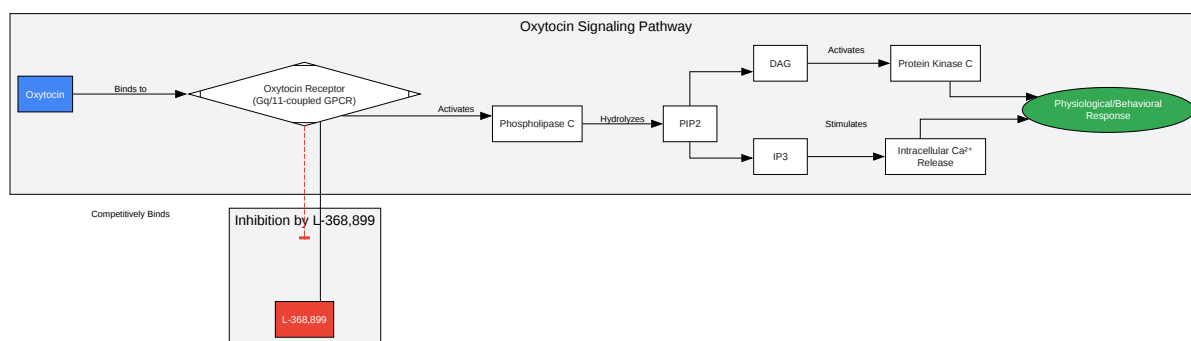 Oxytocin Signaling Pathway
Oxytocin
Binds to
Oxytocin Receptor
(Gq/11-coupled GPCR)
Activates
Phospholipase C
Hydrolyzes
PIP2
DAG
Activates
Protein Kinase C
IP3
Stimulates
Intracellular Ca²⁺
Release
Physiological/Behavioral
Response
Competitively Binds
Inhibition by L-368,899
L-368,899